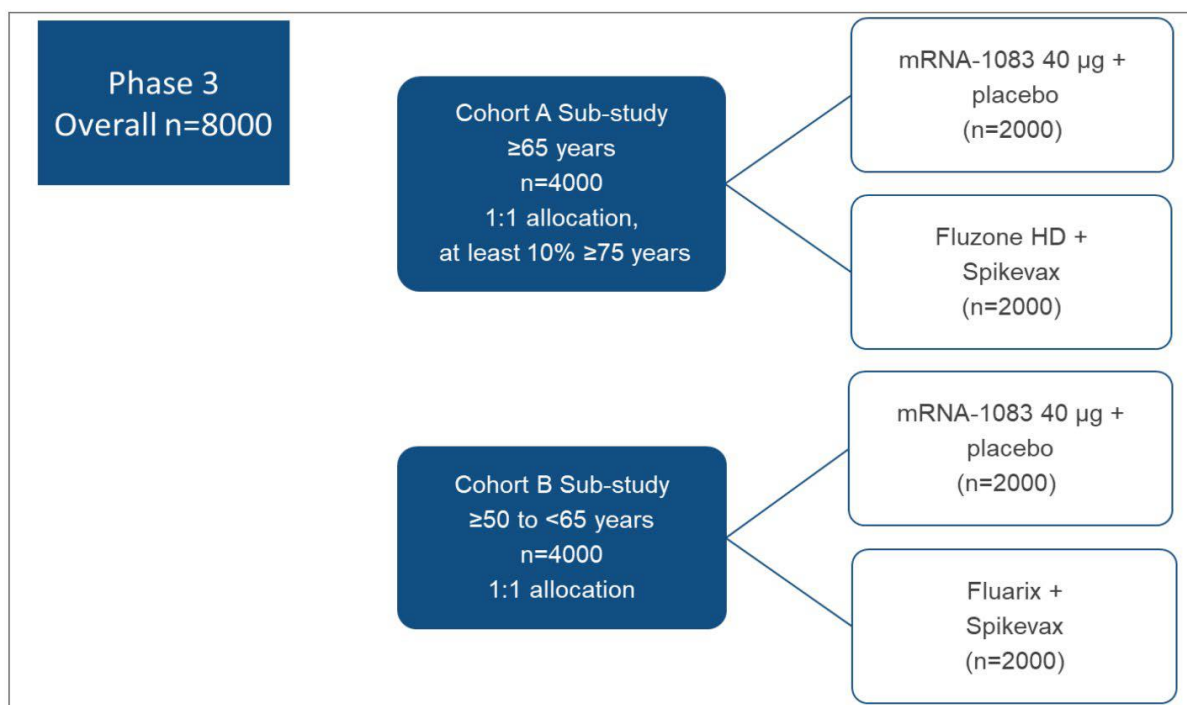 Phase 3
Overall n=8000
Cohort A Sub-study
≥65 years
n=4000
1:1 allocation,
at least 10% ≥75 years
mRNA-1083 40 µg +
placebo
(n=2000)
Fluzone HD +
Spikevax
(n=2000)
Cohort B Sub-study
≥50 to <65 years
n=4000
1:1 allocation
mRNA-1083 40 µg +
placebo
(n=2000)
Fluarix +
Spikevax
(n=2000)